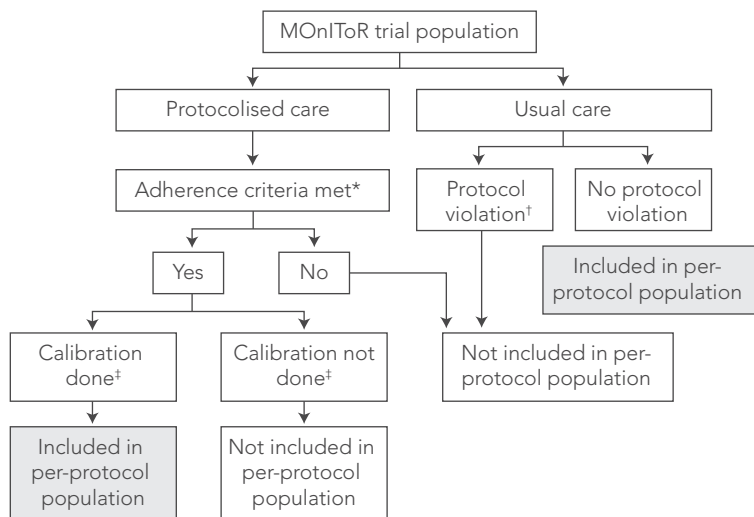 MOnIToR trial population
Protocolised care
Usual care
Adherence criteria met*
Protocol
violation†
No protocol
violation
Yes
No
Included in per-
protocol population
Calibration
done‡
Calibration not
done‡
Not included in per-
protocol population
Included in
per-protocol
population
Not included in
per-protocol
population